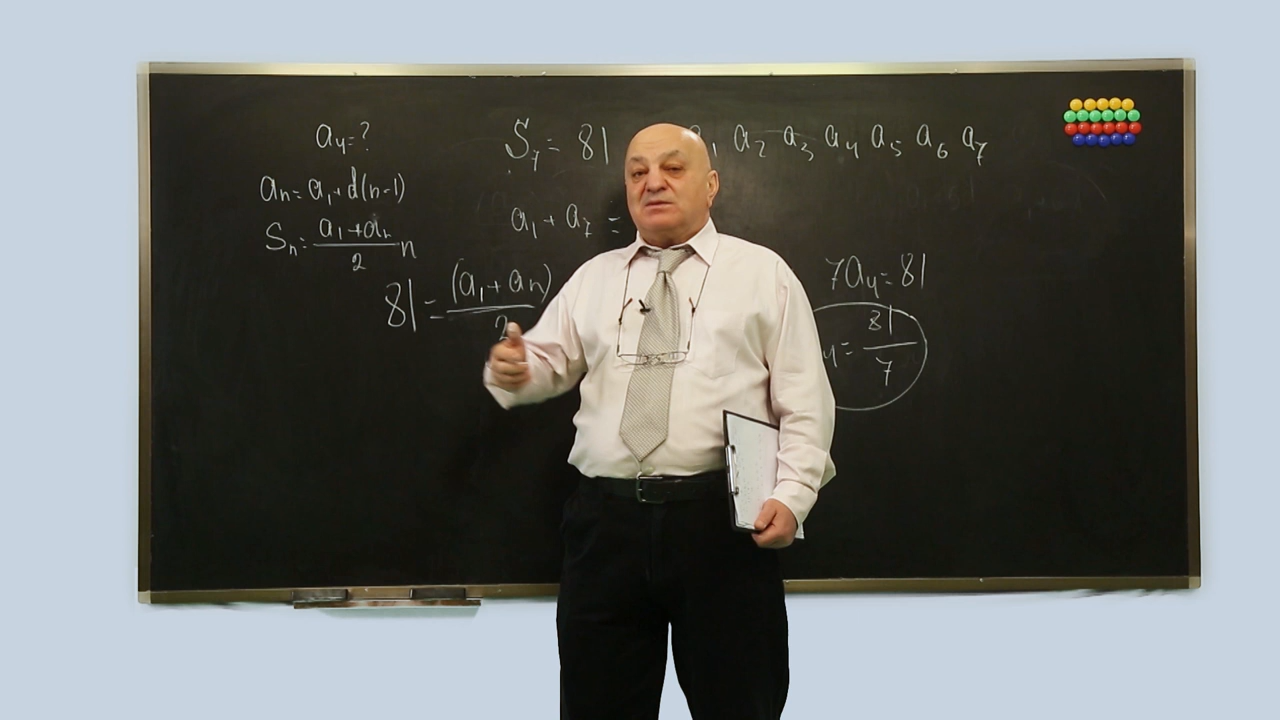 a₄ = ?
aₙ = a₁ + d(n-1)
Sₙ = (a₁ + aₙ)/2 n
S₇ = 81
a₂ a₃ a₄ a₅ a₆ a₇
a₁ + a₇ =
81 = (a₁ + aₙ)/2
7a₄ = 81
= 81/7